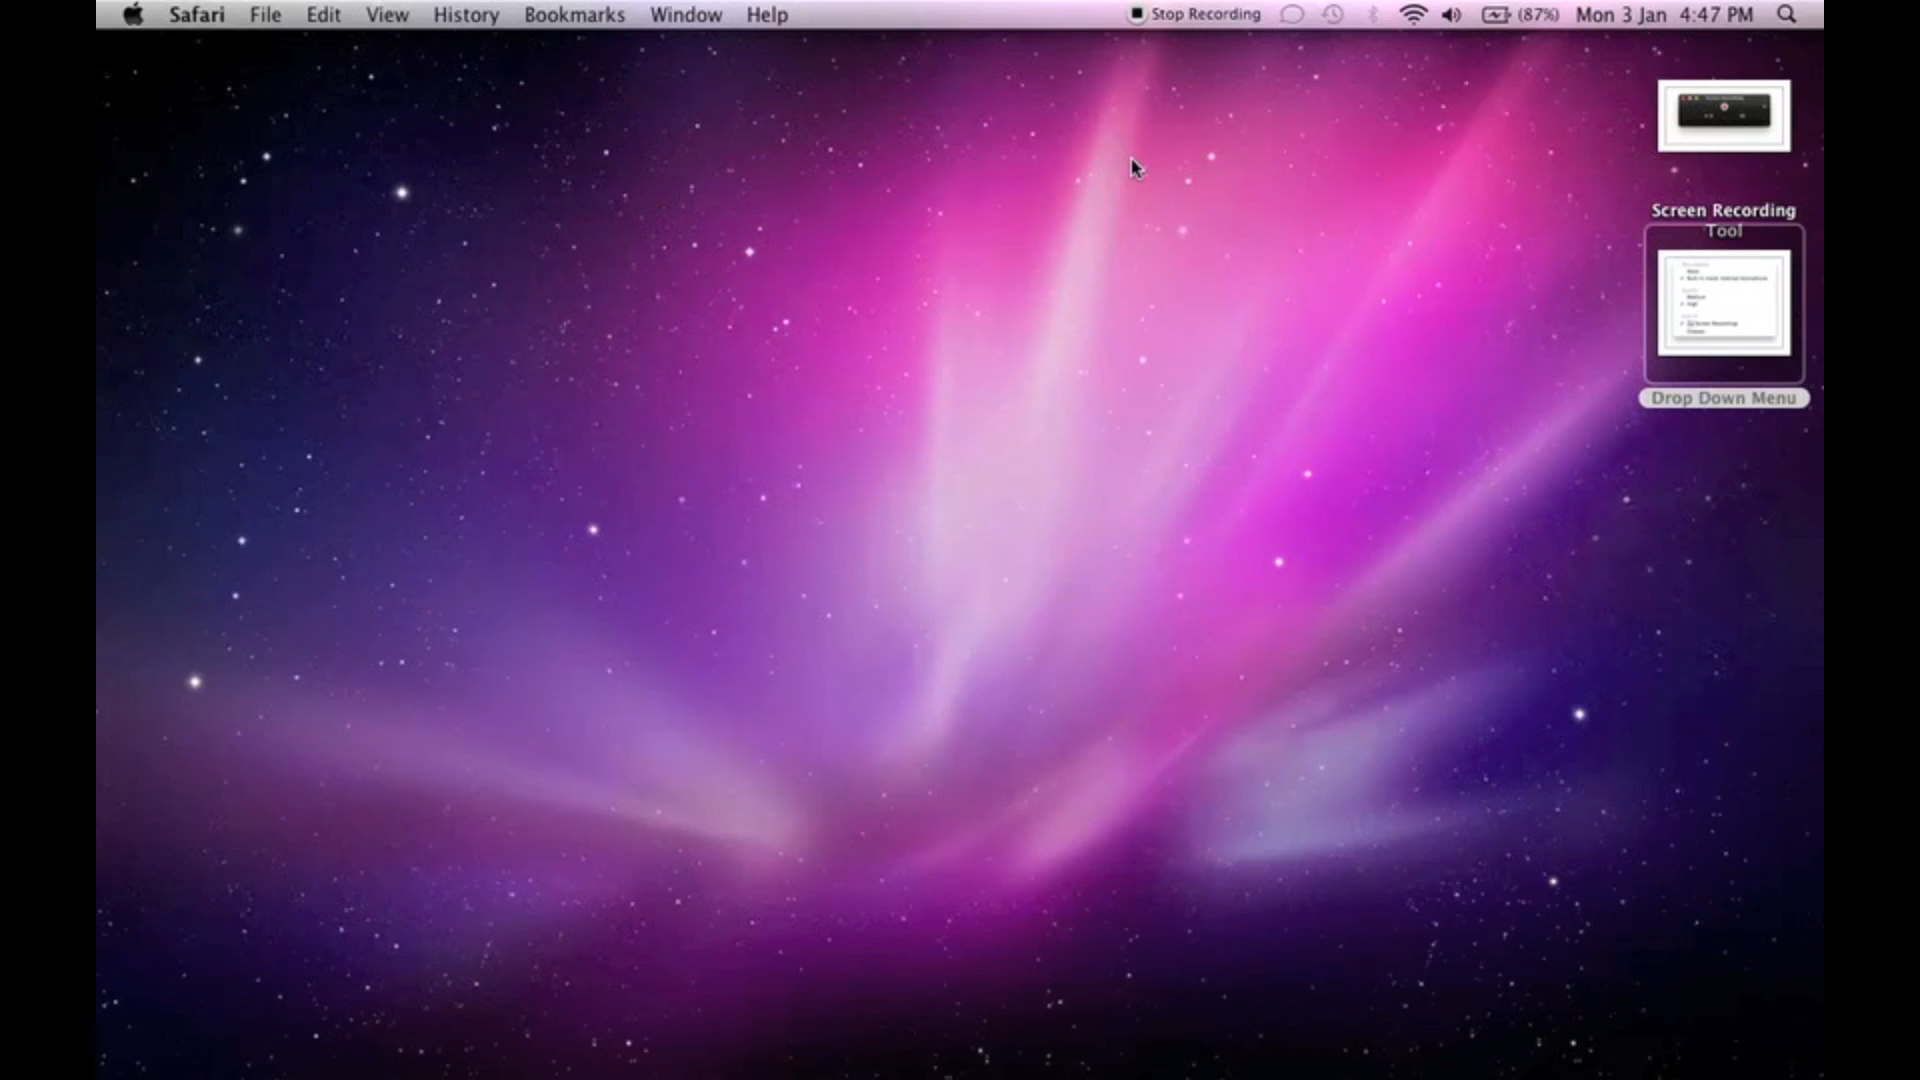 Safari File Edit View History Bookmarks Window Help Stop Recording (87%) Mon 3 Jan 4:47 PM
Screen Recording
Tool
Drop Down Menu